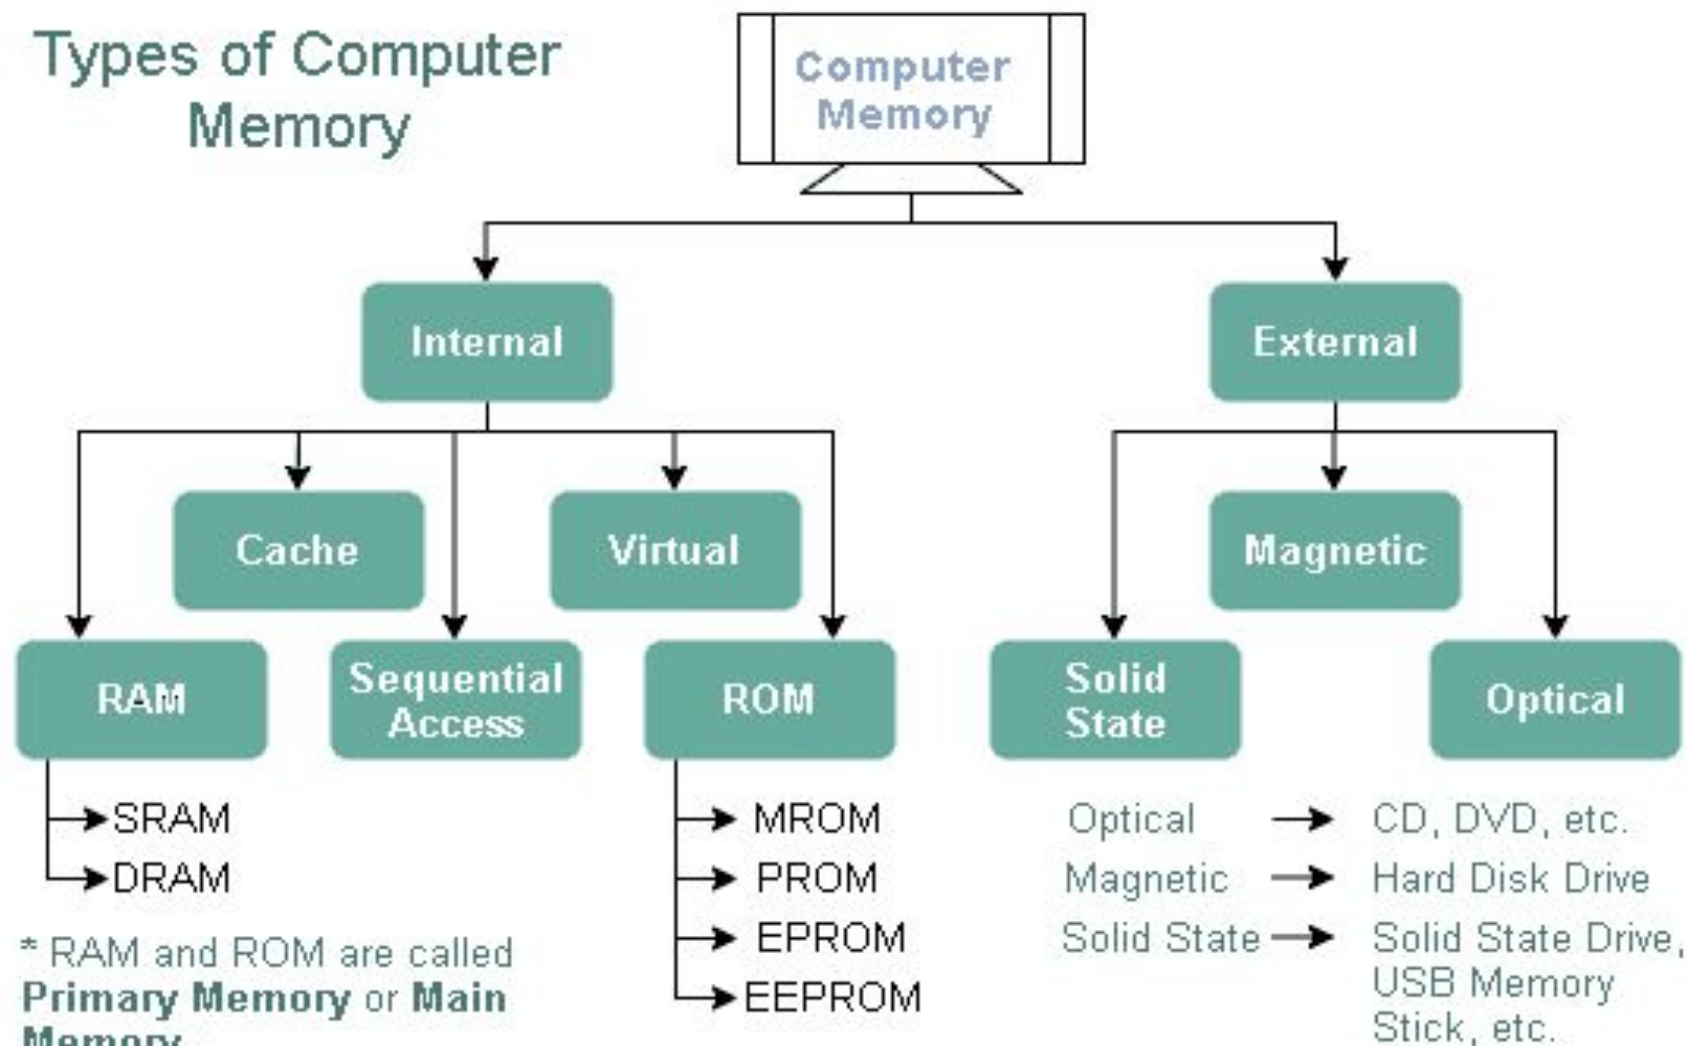 Types of Computer
Memory
Computer
Memory
Internal
External
Cache
Virtual
Magnetic
RAM
Sequential
Access
ROM
Solid
State
Optical
SRAM
DRAM
* RAM and ROM are called
Primary Memory or Main
Memory
MROM
PROM
EPROM
EEPROM
Optical CD, DVD, etc.
Magnetic Hard Disk Drive
Solid State Solid State Drive,
USB Memory
Stick, etc.